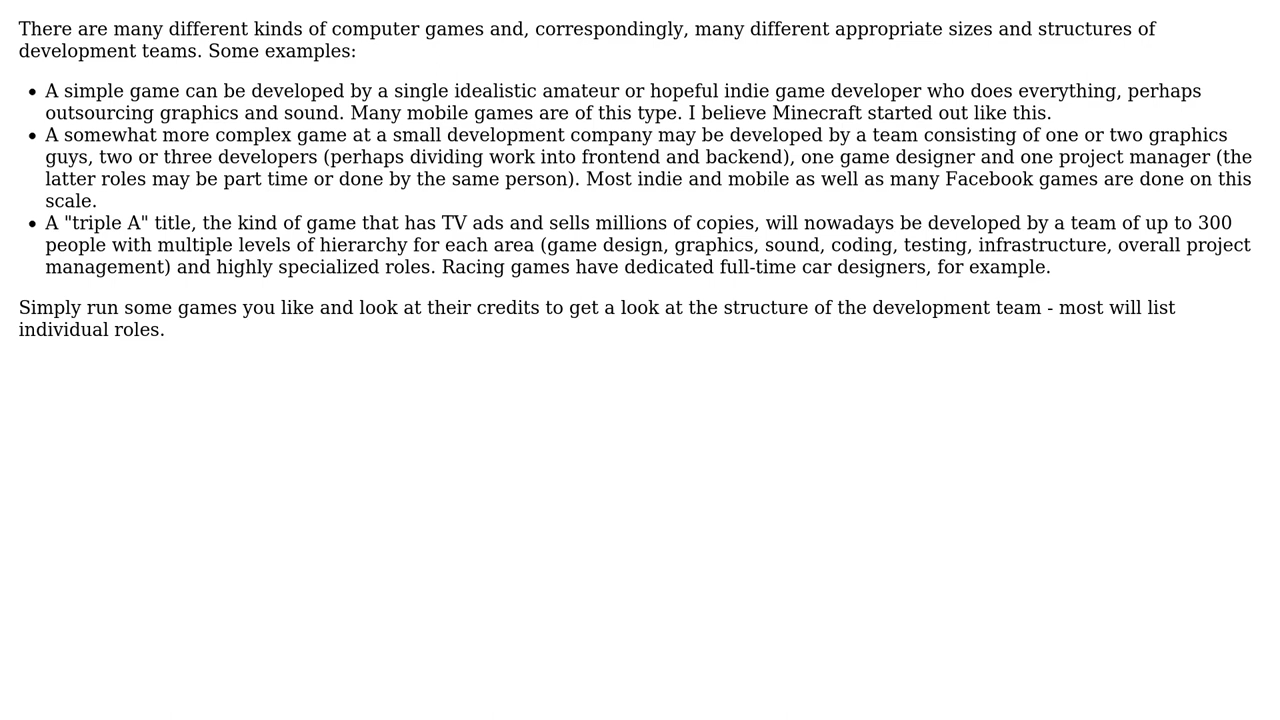 There are many different kinds of computer games and, correspondingly, many different appropriate sizes and structures of
development teams. Some examples:
• A simple game can be developed by a single idealistic amateur or hopeful indie game developer who does everything, perhaps
outsourcing graphics and sound. Many mobile games are of this type. I believe Minecraft started out like this.
• A somewhat more complex game at a small development company may be developed by a team consisting of one or two graphics
guys, two or three developers (perhaps dividing work into frontend and backend), one game designer and one project manager (the
latter roles may be part time or done by the same person). Most indie and mobile as well as many Facebook games are done on this
scale.
• A "triple A" title, the kind of game that has TV ads and sells millions of copies, will nowadays be developed by a team of up to 300
people with multiple levels of hierarchy for each area (game design, graphics, sound, coding, testing, infrastructure, overall project
management) and highly specialized roles. Racing games have dedicated full-time car designers, for example.
Simply run some games you like and look at their credits to get a look at the structure of the development team - most will list
individual roles.